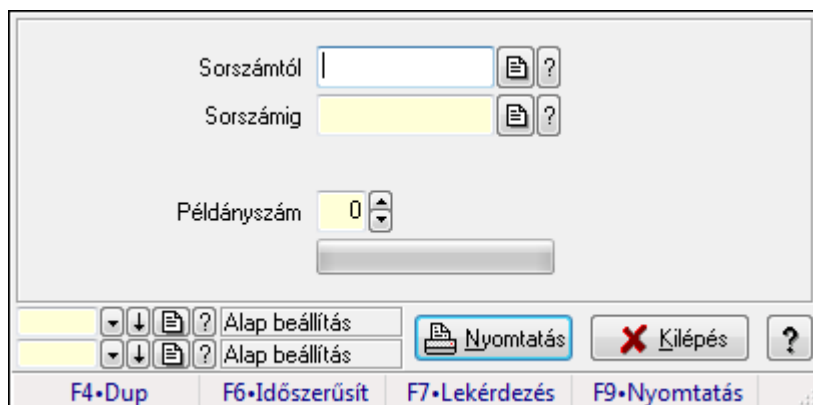 Sorszámtól ?
Sorszámig ?
Példányszám 0
? Alap beállítás
? Alap beállítás
Nyomtatás Kilépés ?
F4•Dup F6•Időszerűsít F7•Lekérdezés F9•Nyomtatás